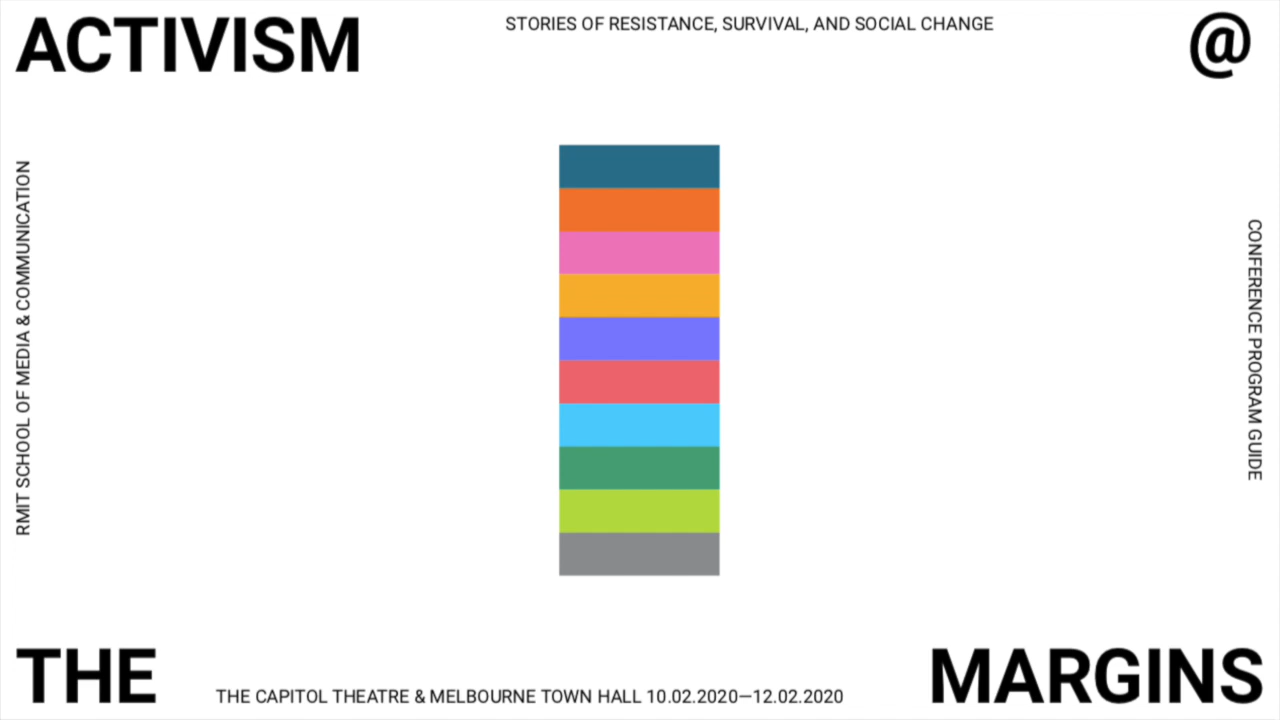 ACTIVISM
STORIES OF RESISTANCE, SURVIVAL, AND SOCIAL CHANGE
@
RMIT SCHOOL OF MEDIA & COMMUNICATION
CONFERENCE PROGRAM GUIDE
THE
THE CAPITOL THEATRE & MELBOURNE TOWN HALL 10.02.2020—12.02.2020
MARGINS